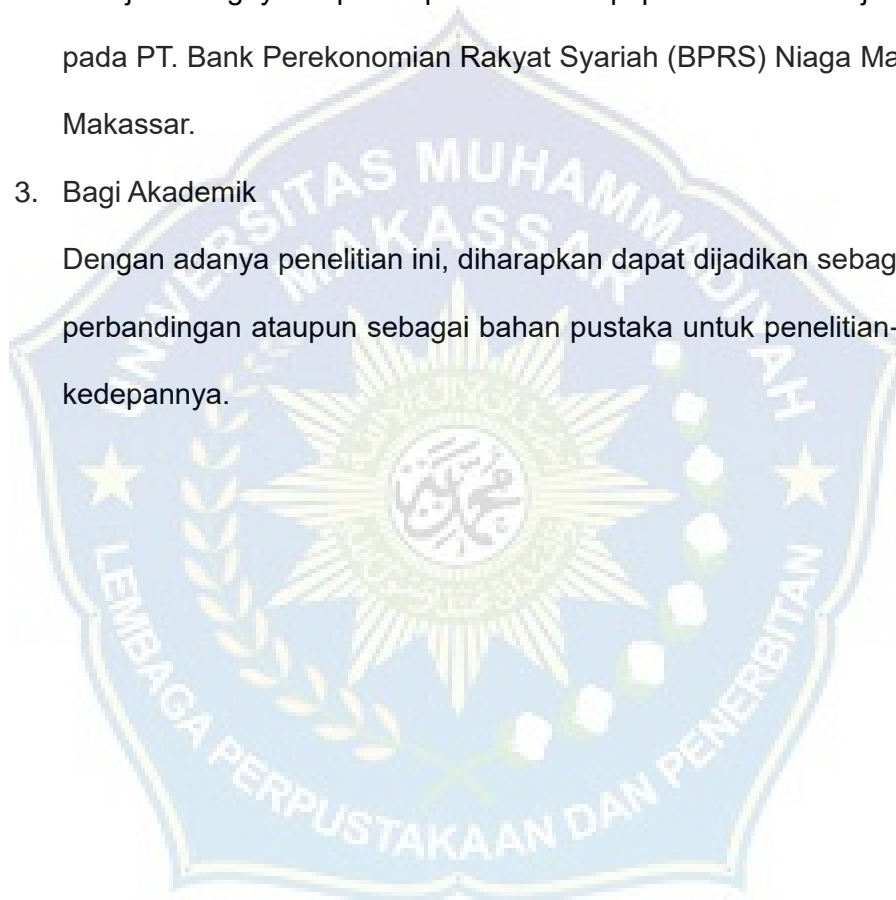 pada PT. Bank Perekonomian Rakyat Syariah (BPRS) Niaga Ma
Makassar.
3. Bagi Akademik
Dengan adanya penelitian ini, diharapkan dapat dijadikan sebag
perbandingan ataupun sebagai bahan pustaka untuk penelitian-
kedepannya.
UNIVERSITAS MUHAMMADIYAH
MAKASSAR
LEMBAGA PERPUSTAKAAN DAN PENERBITAN